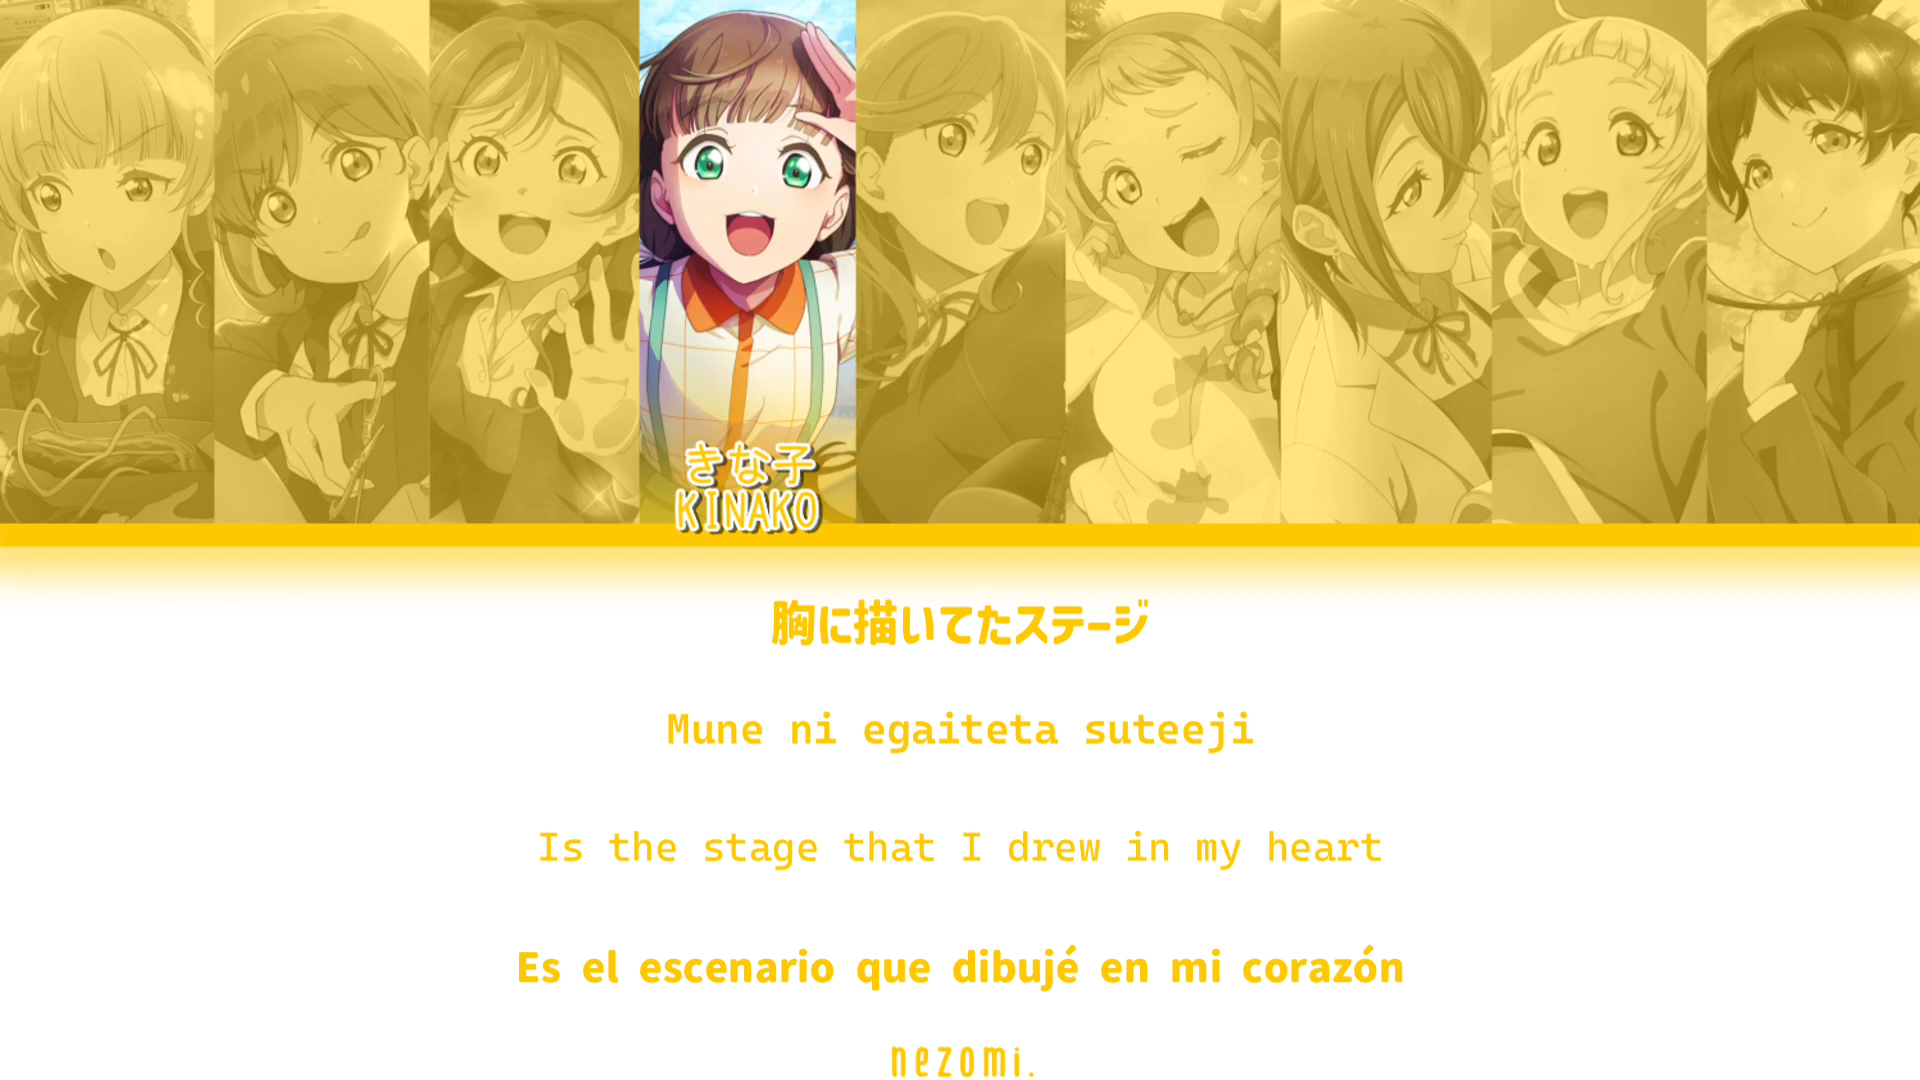 きな子
KINAKO
胸に描いてたステージ
Mune ni egaiteta suteeji
Is the stage that I drew in my heart
Es el escenario que dibujé en mi corazón
nezomi.